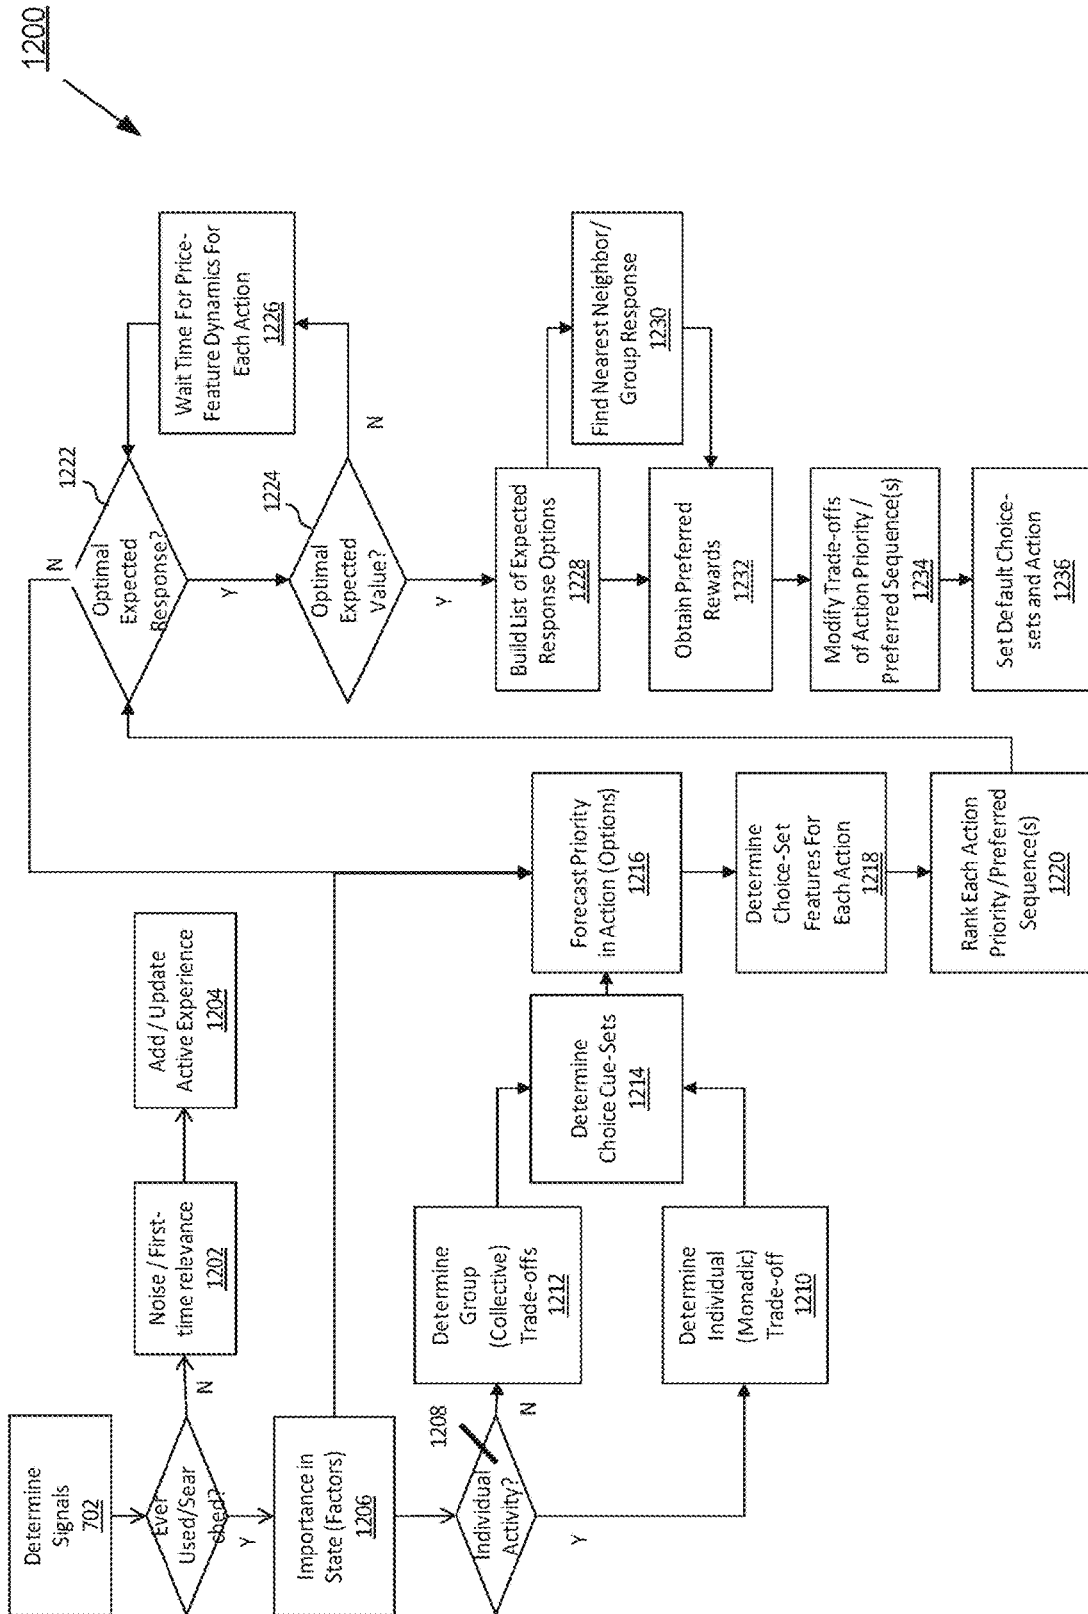 1200
Determine
Signals
702
Ever
Used/Sear
ched?
N
Y
Noise / First-
time relevance
1202
Add / Update
Active Experience
1204
Importance in
State (Factors)
1206
Individual
Activity?
1208
N
Y
Determine
Group
(Collective)
Trade-offs
1212
Determine
Individual
(Monadic)
Trade-off
1210
Determine
Choice Cue-Sets
1214
Forecast Priority
in Action (Options)
1216
Determine
Choice-Set
Features For
Each Action
1218
Rank Each Action
Priority/Preferred
Sequence(s)
1220
N
Optimal
Expected
Response?
1222
Y
Optimal
Expected
Value?
1224
N
Y
Wait Time For Price-
Feature Dynamics For
Each Action
1226
Build List of Expected
Response Options
1228
Find Nearest Neighbor/
Group Response
1230
Obtain Preferred
Rewards
1232
Modify Trade-offs
of Action Priority /
Preferred Sequence(s)
1234
Set Default Choice-
sets and Action
1236